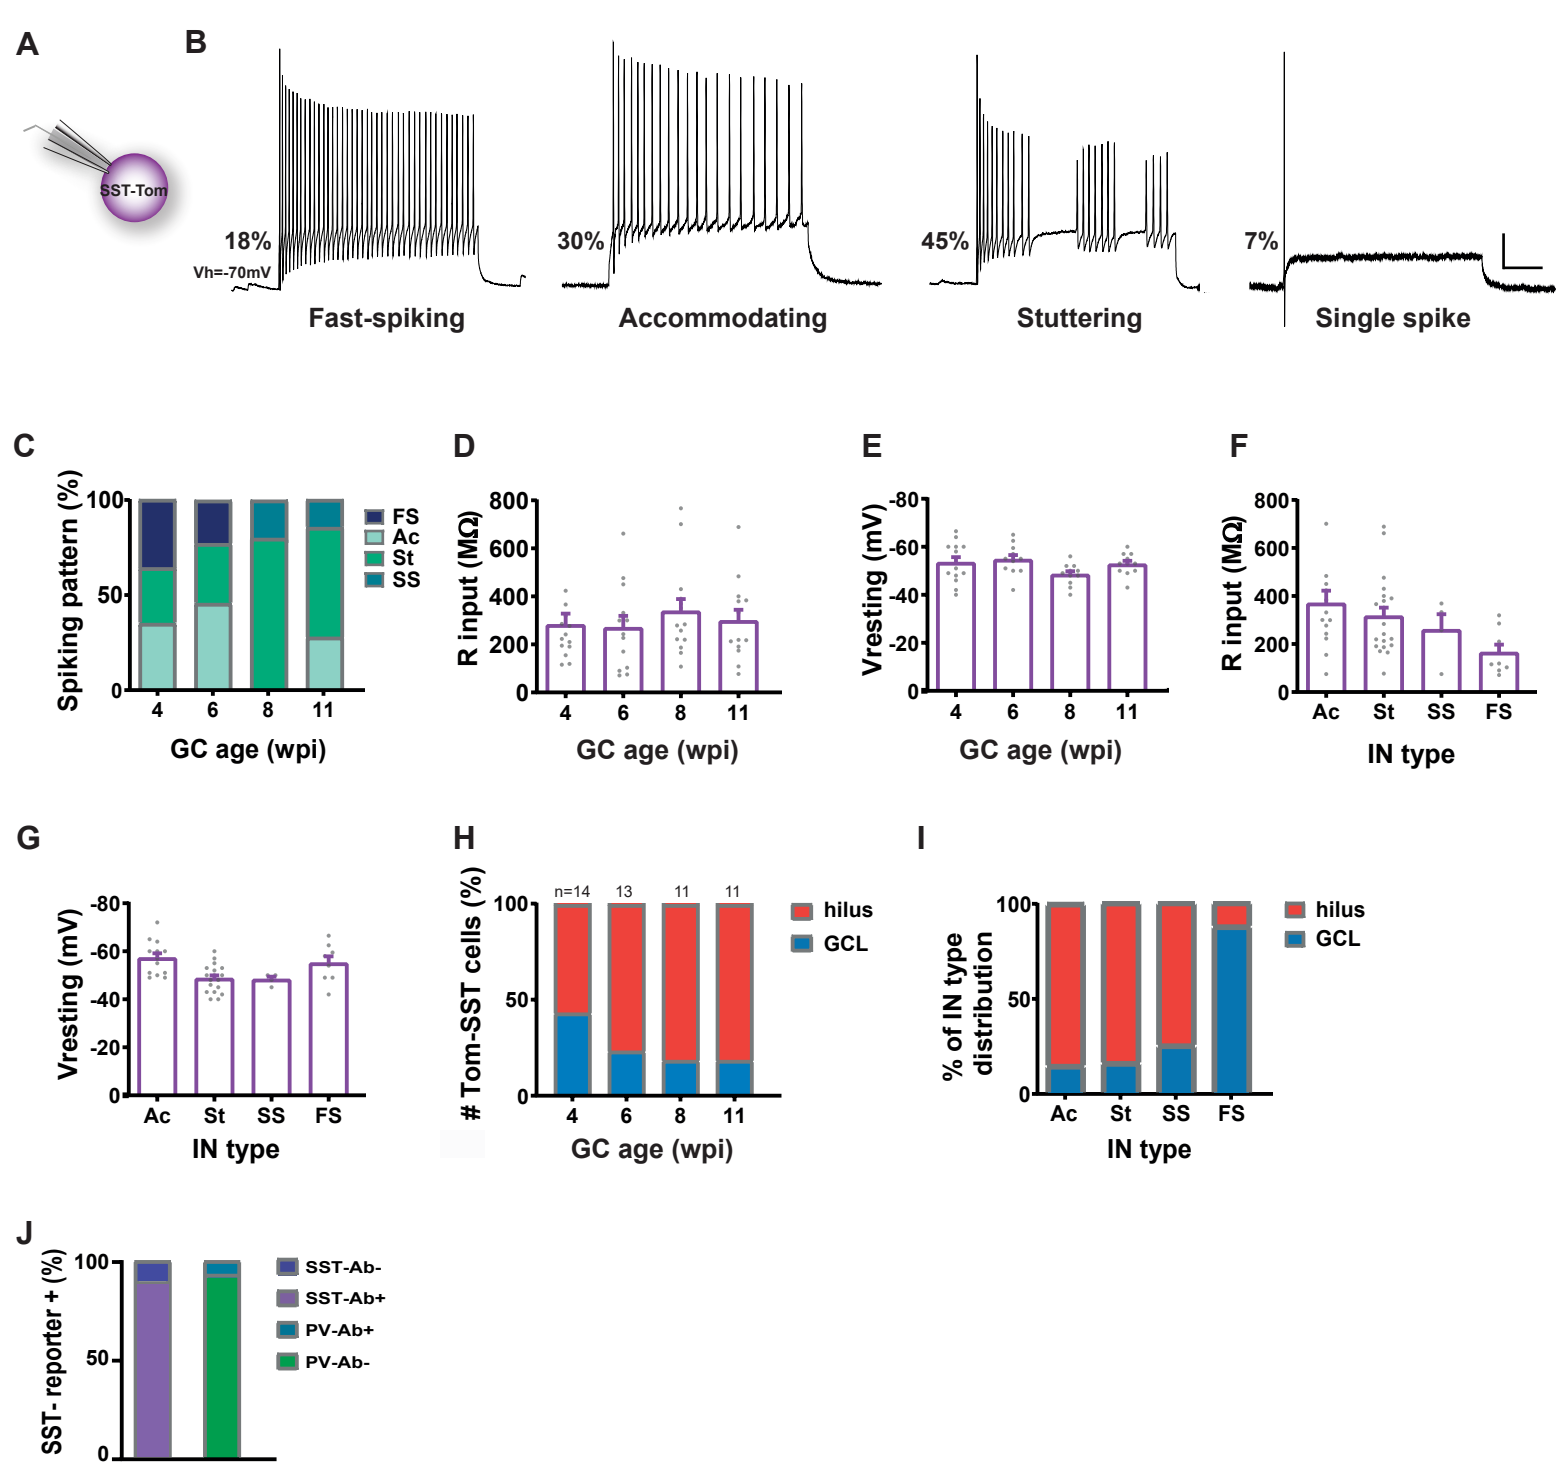 A
SST-Tom
B
18%
Vh=-70mV
Fast-spiking
30%
Accommodating
45%
Stuttering
7%
Single spike
C
Spiking pattern (%)
100
50
0
4 6 8 11
GC age (wpi)
FS
Ac
St
SS
D
R input (MΩ)
800
600
400
200
0
4 6 8 11
GC age (wpi)
E
Vresting (mV)
-80
-60
-40
-20
0
4 6 8 11
GC age (wpi)
F
R input (MΩ)
800
600
400
200
0
Ac St SS FS
IN type
G
Vresting (mV)
-80
-60
-40
-20
0
Ac St SS FS
IN type
H
# Tom-SST cells (%)
n=14 13 11 11
100
50
0
4 6 8 11
GC age (wpi)
hilus
GCL
I
% of IN type
distribution
100
50
0
Ac St SS FS
IN type
hilus
GCL
J
SST- reporter + (%)
100
50
0
SST-Ab-
SST-Ab+
PV-Ab+
PV-Ab-